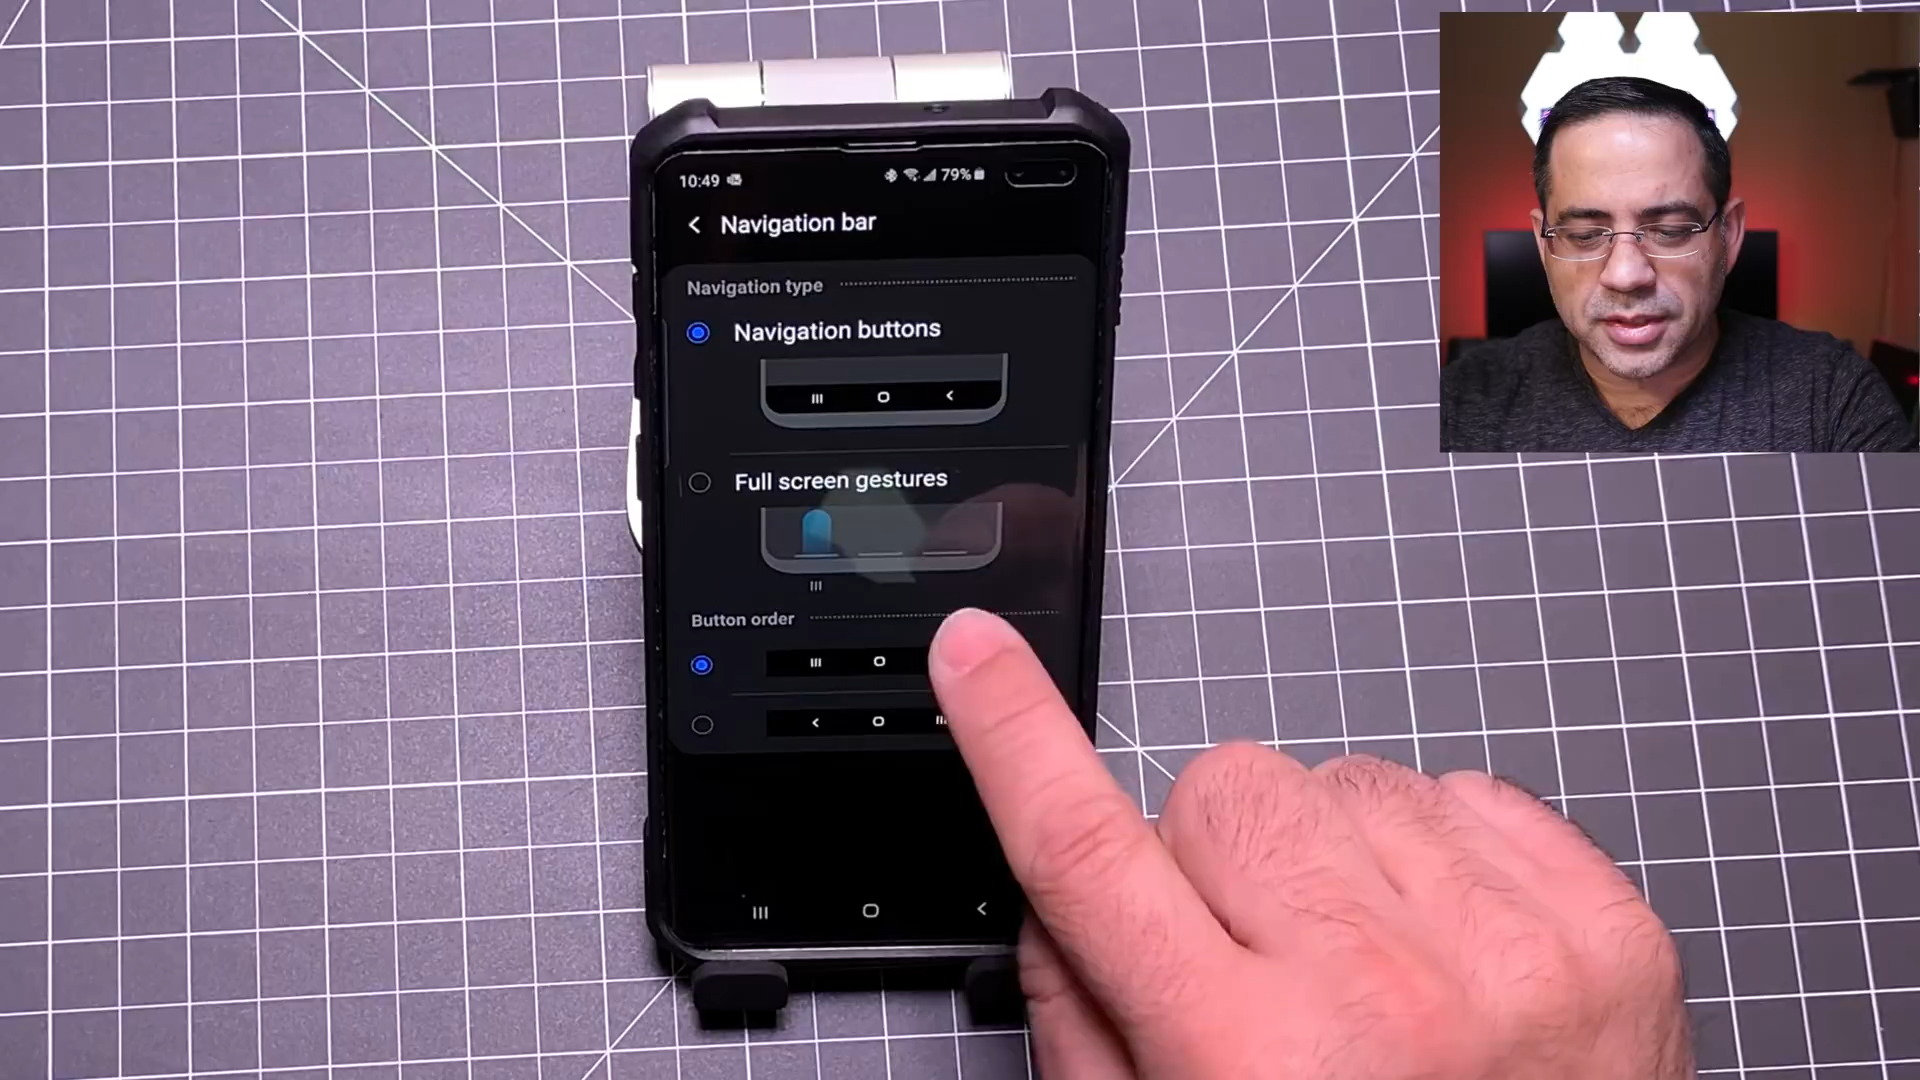 10:49 79%
Navigation bar
Navigation type
Navigation buttons
Full screen gestures
Button order